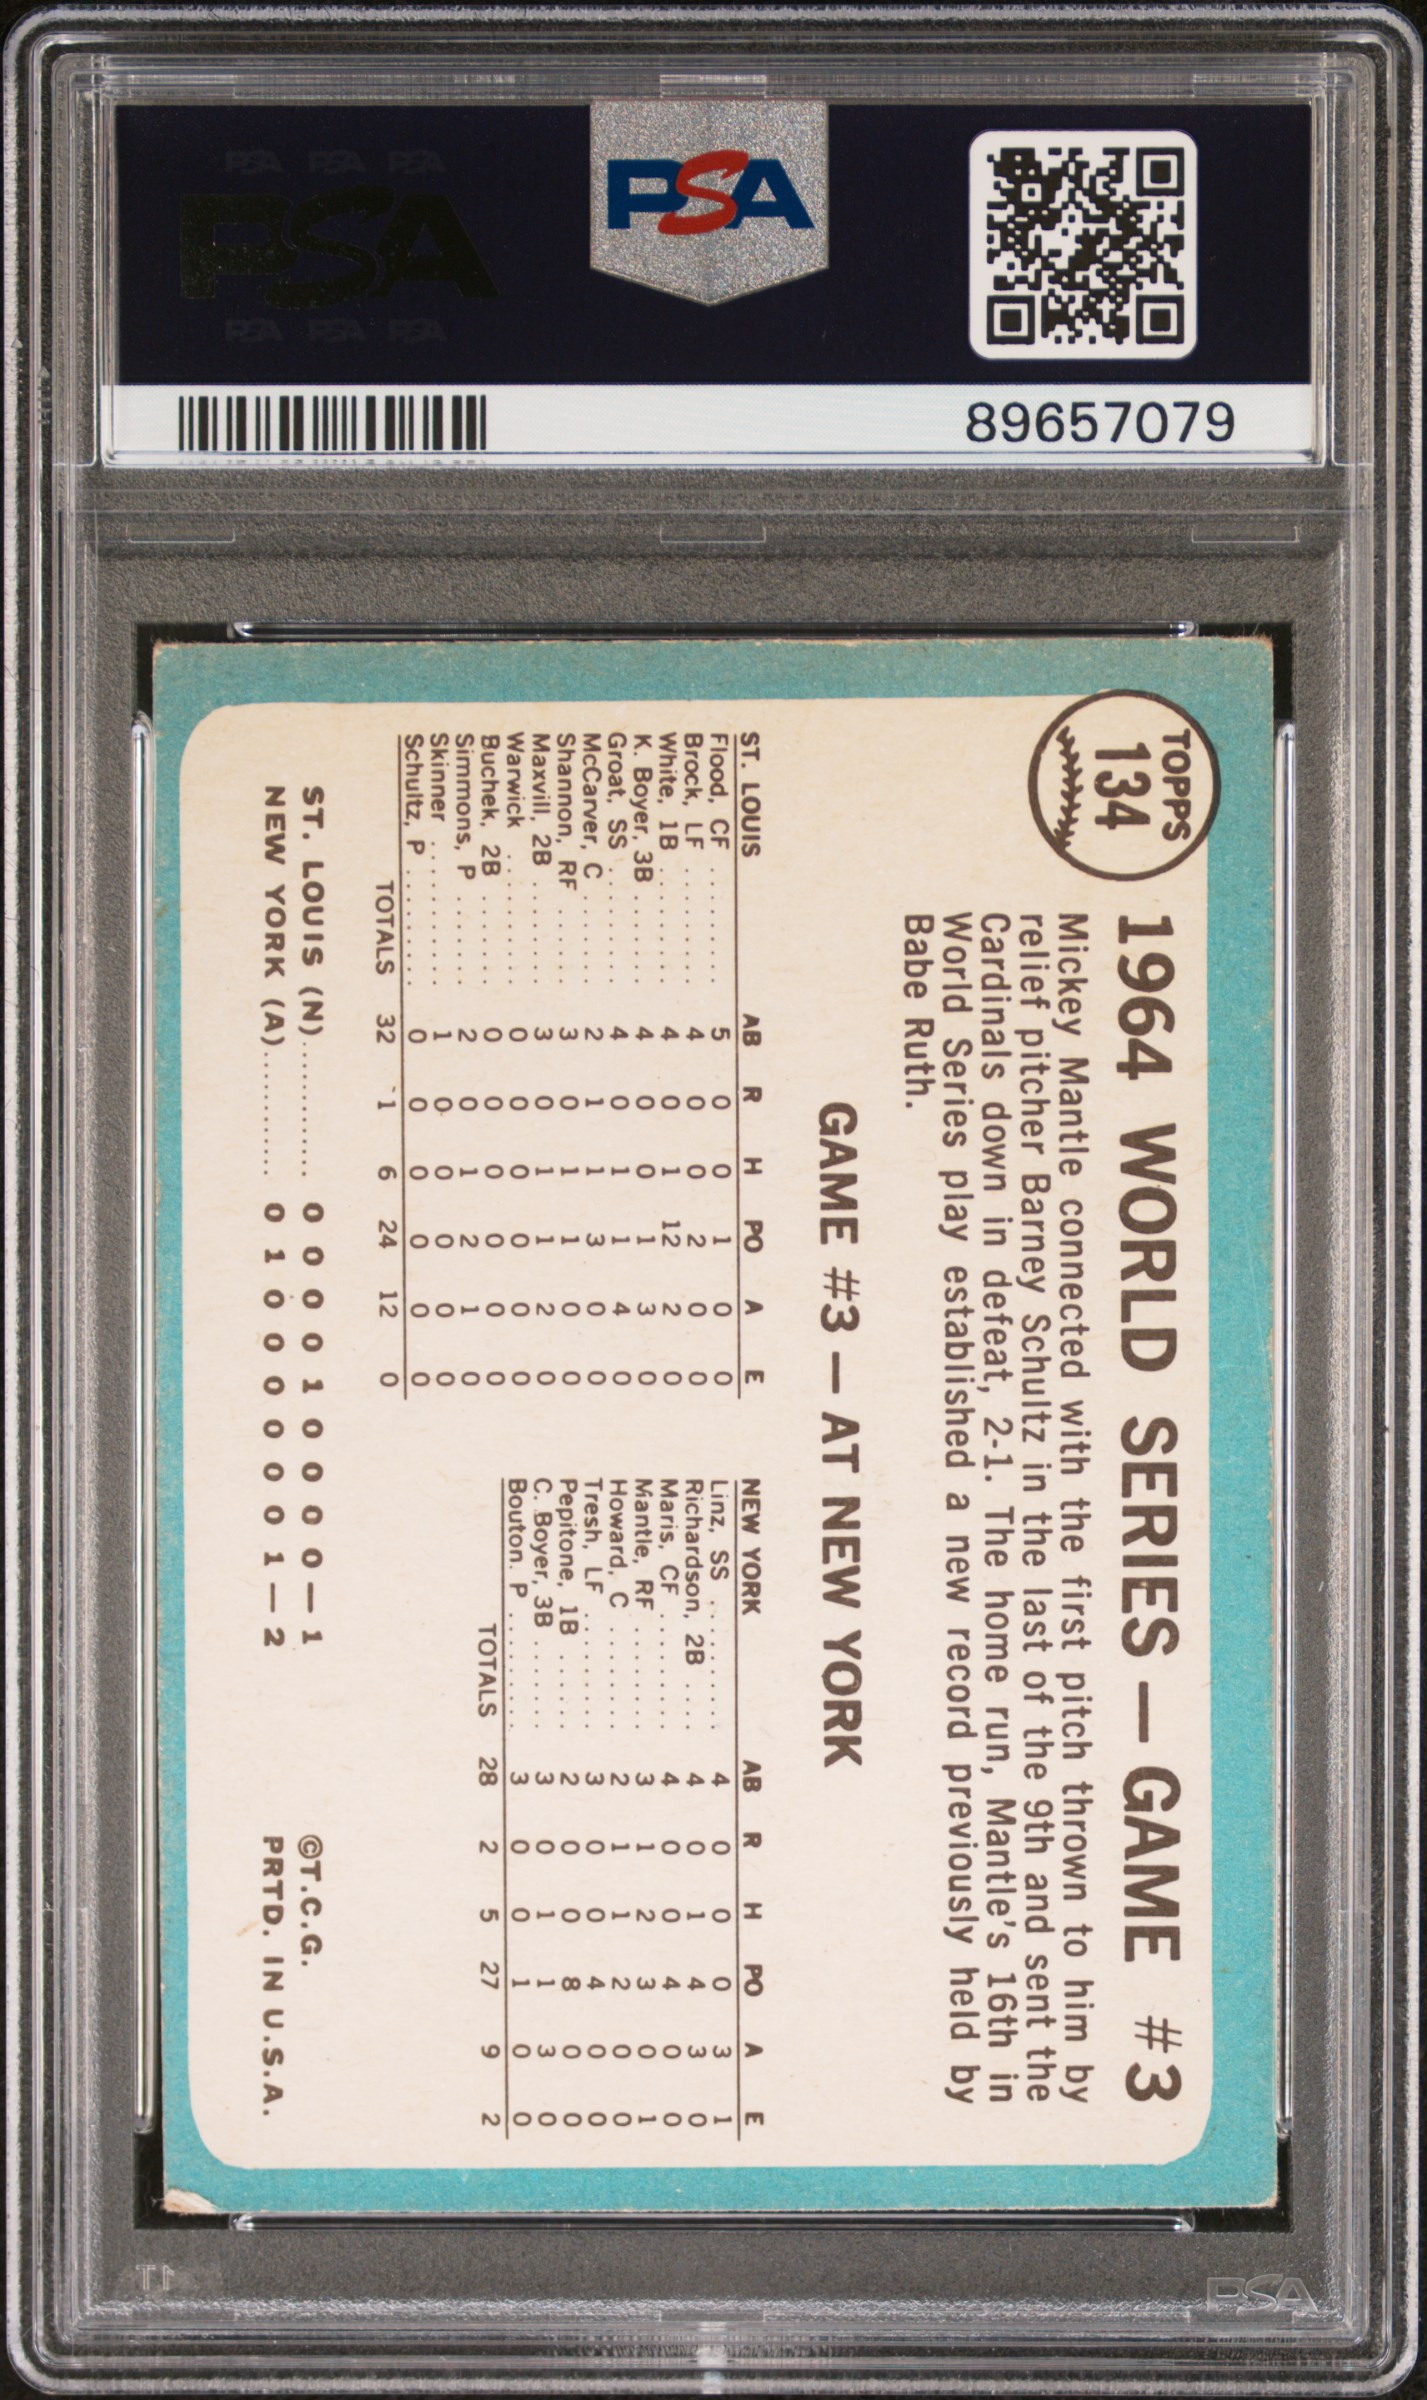 PSA PSA PSA
PSA
PSA PSA PSA
PSA
89657079
TOPPS
134
1964 WORLD SERIES — GAME #3
Mickey Mantle connected with the first pitch thrown to him by
relief pitcher Barney Schultz in the last of the 9th and sent the
Cardinals down in defeat, 2-1. The home run, Mantle's 16th in
World Series play established a new record previously held by
Babe Ruth.
GAME #3 — AT NEW YORK
ST. LOUIS AB R H PO A E
Flood, CF ......... 5 0 0 1 0 0
Brock, LF ......... 4 0 0 2 0 0
White, 1B ......... 4 0 1 12 2 0
K. Boyer, 3B ....... 4 0 0 1 3 0
Groat, SS ......... 4 0 1 1 4 0
McCarver, C ....... 2 1 1 3 0 0
Shannon, RF ...... 3 0 1 1 0 0
Maxvill, 2B ........ 3 0 1 1 2 0
Warwick .......... 0 0 0 0 0 0
Buchek, 2B ....... 0 0 0 0 0 0
Simmons, P ....... 2 0 1 2 1 0
Skinner .......... 1 0 0 0 0 0
Schultz, P ......... 0 0 0 0 0 0
TOTALS 32 1 6 24 12 0
NEW YORK AB R H PO A E
Linz, SS .......... 4 0 0 0 3 1
Richardson, 2B .... 4 0 1 4 3 0
Maris, CF ......... 4 0 0 4 0 0
Mantle, RF ........ 3 1 2 3 0 1
Howard, C ........ 2 1 1 2 0 0
Tresh, LF ......... 3 0 0 4 0 0
Pepitone, 1B ...... 2 0 0 8 0 0
C. Boyer, 3B ....... 3 0 1 1 3 0
Bouton. P ......... 3 0 0 1 0 0
TOTALS 28 2 5 27 9 2
ST. LOUIS (N)............. 0 0 0 0 1 0 0 0 0 — 1
NEW YORK (A)............. 0 1 0 0 0 0 0 0 1 — 2
©T.C.G.
PRTD. IN U.S.A.
PSA